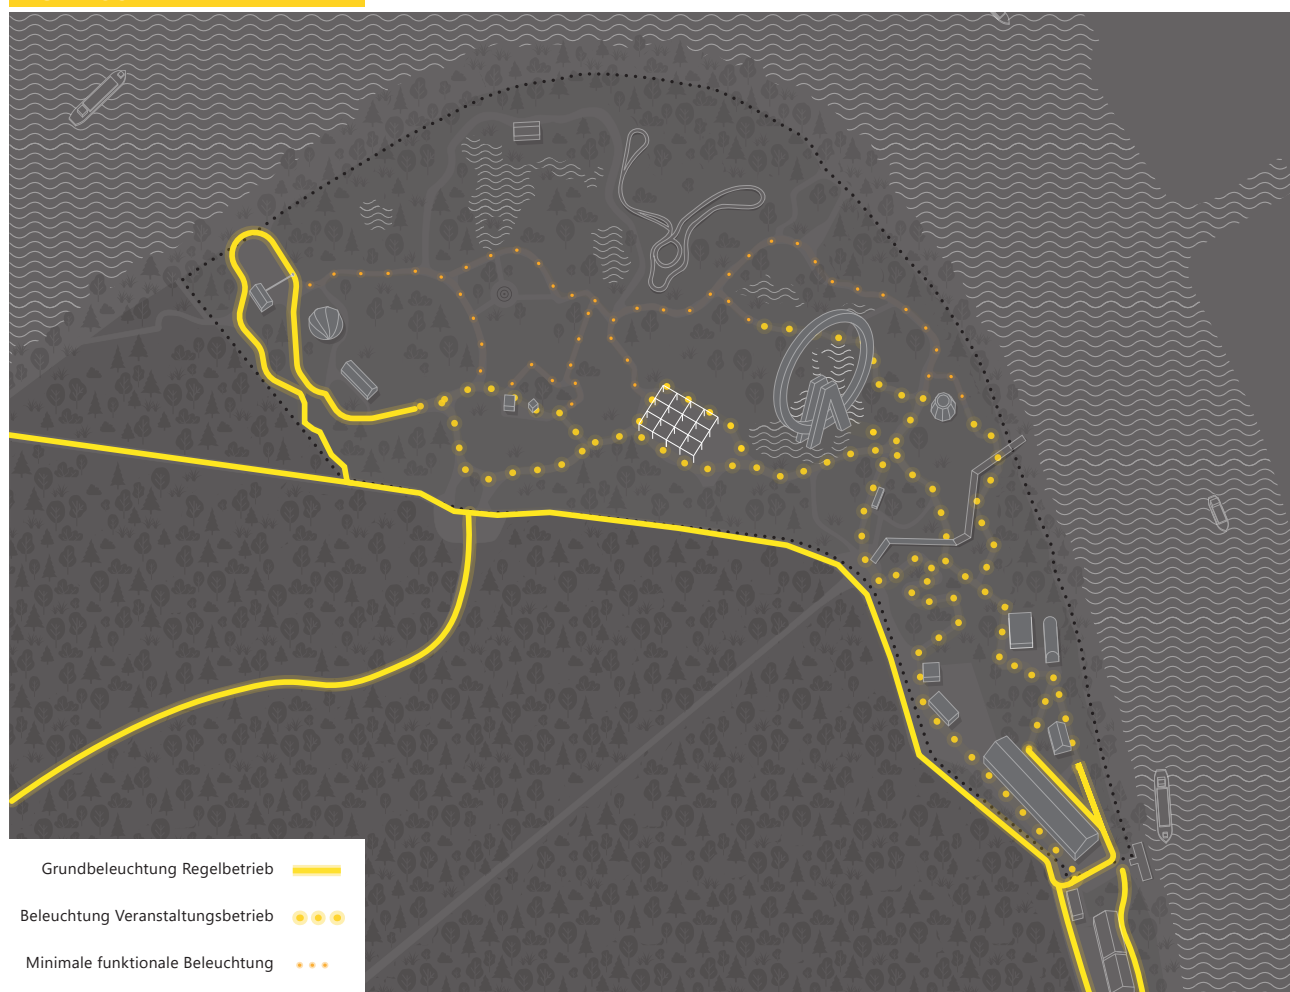 Grundbeleuchtung Regelbetrieb
Beleuchtung Veranstaltungsbetrieb
Minimale funktionale Beleuchtung